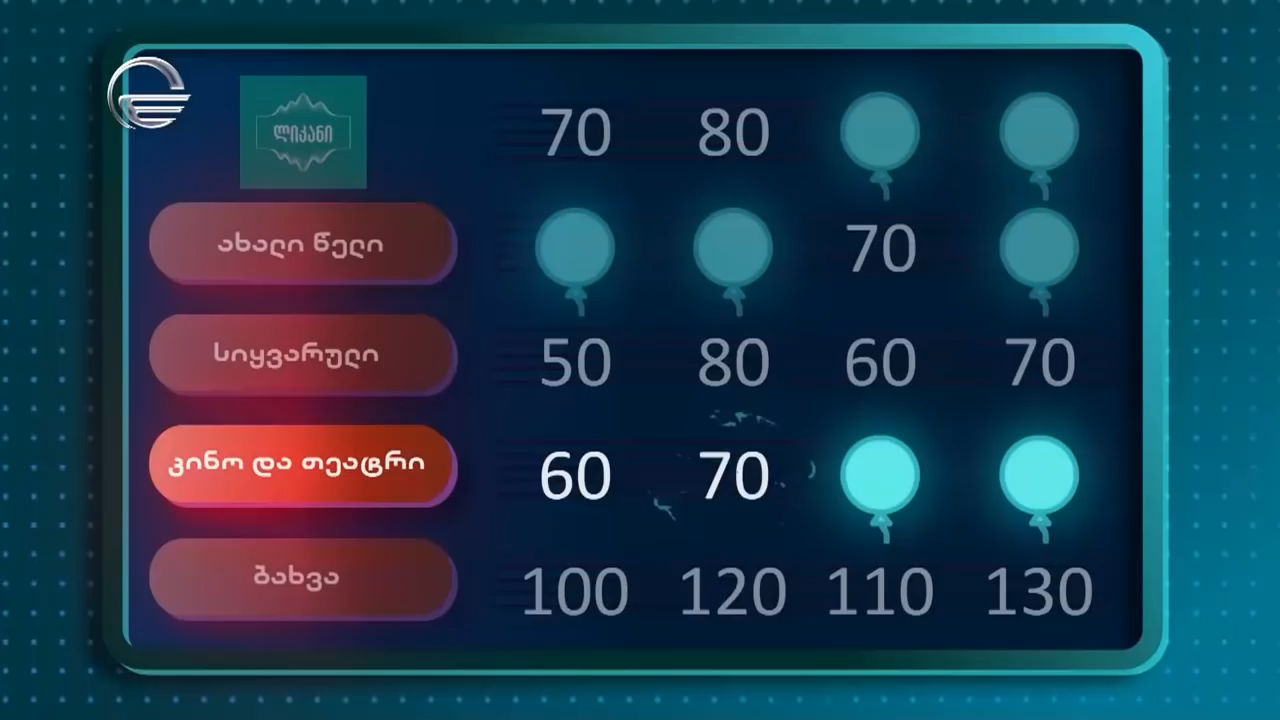 ლიკანი 70 80
ახალი წელი 70
სიყვარული 50 80 60 70
კინო და თეატრი 60 70
ბახვა 100 120 110 130